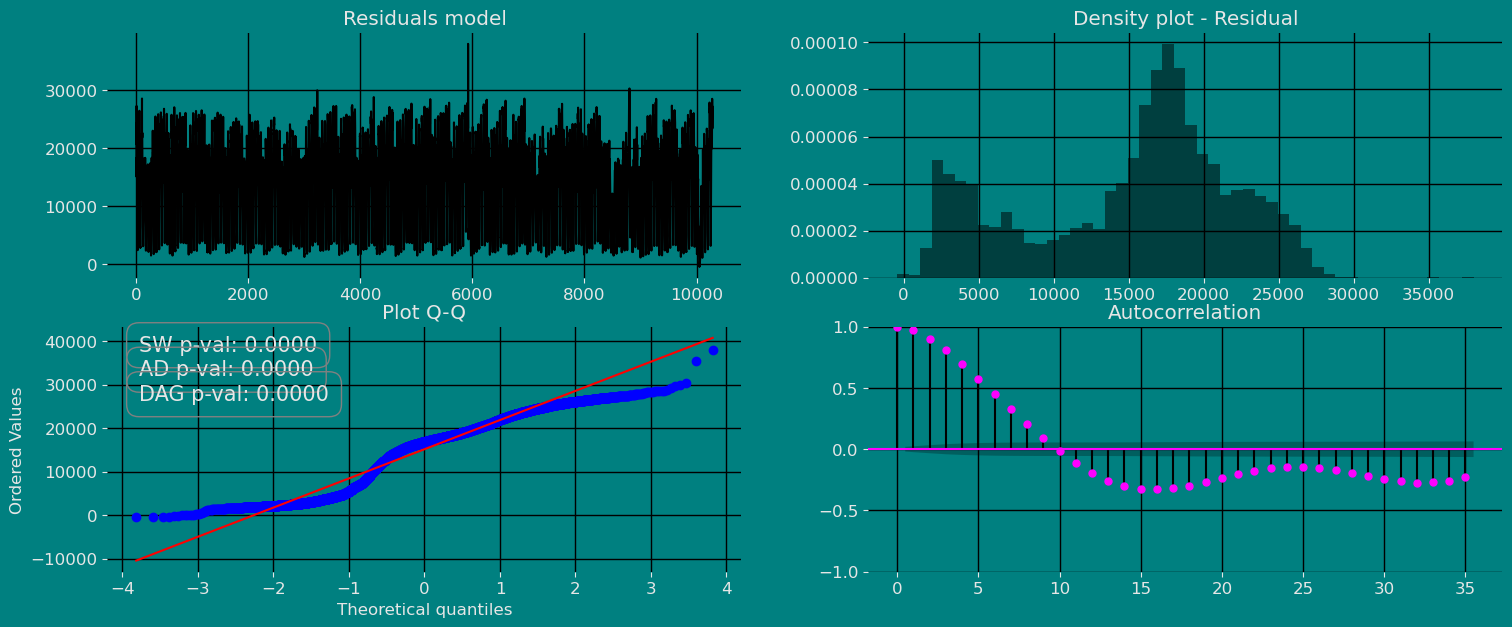 Residuals model
30000
20000
10000
0
0 2000 4000 6000 8000 10000
Density plot - Residual
0.00010
0.00008
0.00006
0.00004
0.00002
0.00000
0 5000 10000 15000 20000 25000 30000 35000
Plot Q-Q
SW p-val: 0.0000
AD p-val: 0.0000
DAG p-val: 0.0000
Ordered Values
40000
30000
20000
10000
0
−10000
−4 −3 −2 −1 0 1 2 3 4
Theoretical quantiles
Autocorrelation
1.0
0.5
0.0
−0.5
−1.0
0 5 10 15 20 25 30 35